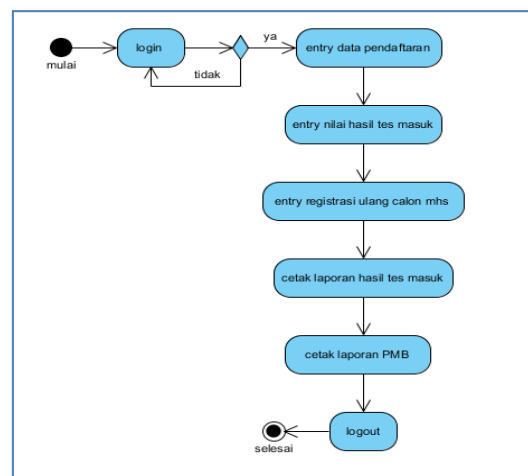 mulai
login
ya
tidak
entry data pendaftaran
entry nilai hasil tes masuk
entry registrasi ulang calon mhs
cetak laporan hasil tes masuk
cetak laporan PMB
logout
selesai